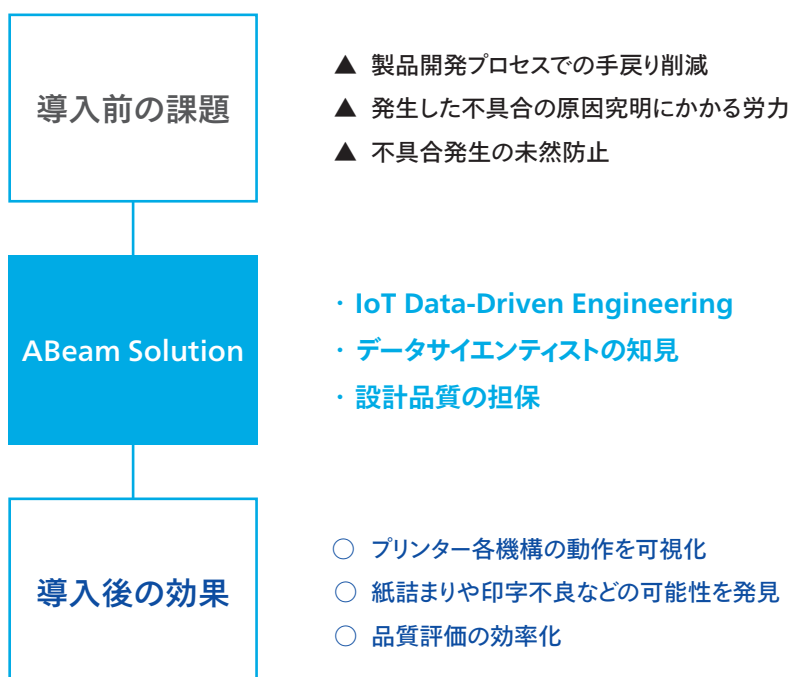 導入前の課題
▲ 製品開発プロセスでの手戻り削減
▲ 発生した不具合の原因究明にかかる労力
▲ 不具合発生の未然防止
ABeam Solution
・IoT Data-Driven Engineering
・データサイエンティストの知見
・設計品質の担保
導入後の効果
○ プリンター各機構の動作を可視化
○ 紙詰まりや印字不良などの可能性を発見
○ 品質評価の効率化